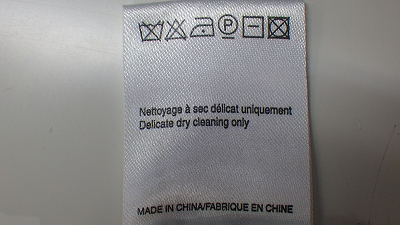 P
Nettoyage à sec délicat uniquement
Delicate dry cleaning only
MADE IN CHINA/FABRIQUE EN CHINE